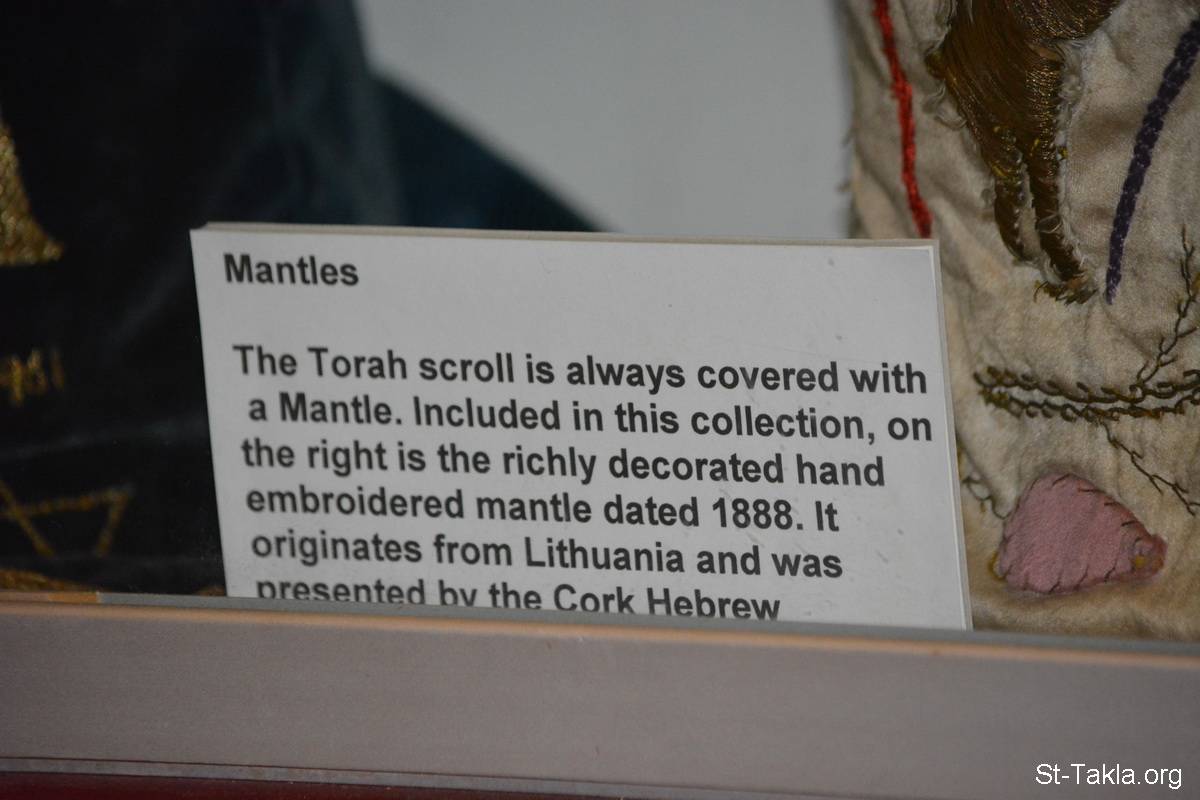 Mantles
The Torah scroll is always covered with
a Mantle. Included in this collection, on
the right is the richly decorated hand
embroidered mantle dated 1888. It
originates from Lithuania and was
presented by the Cork Hebrew
St-Takla.org